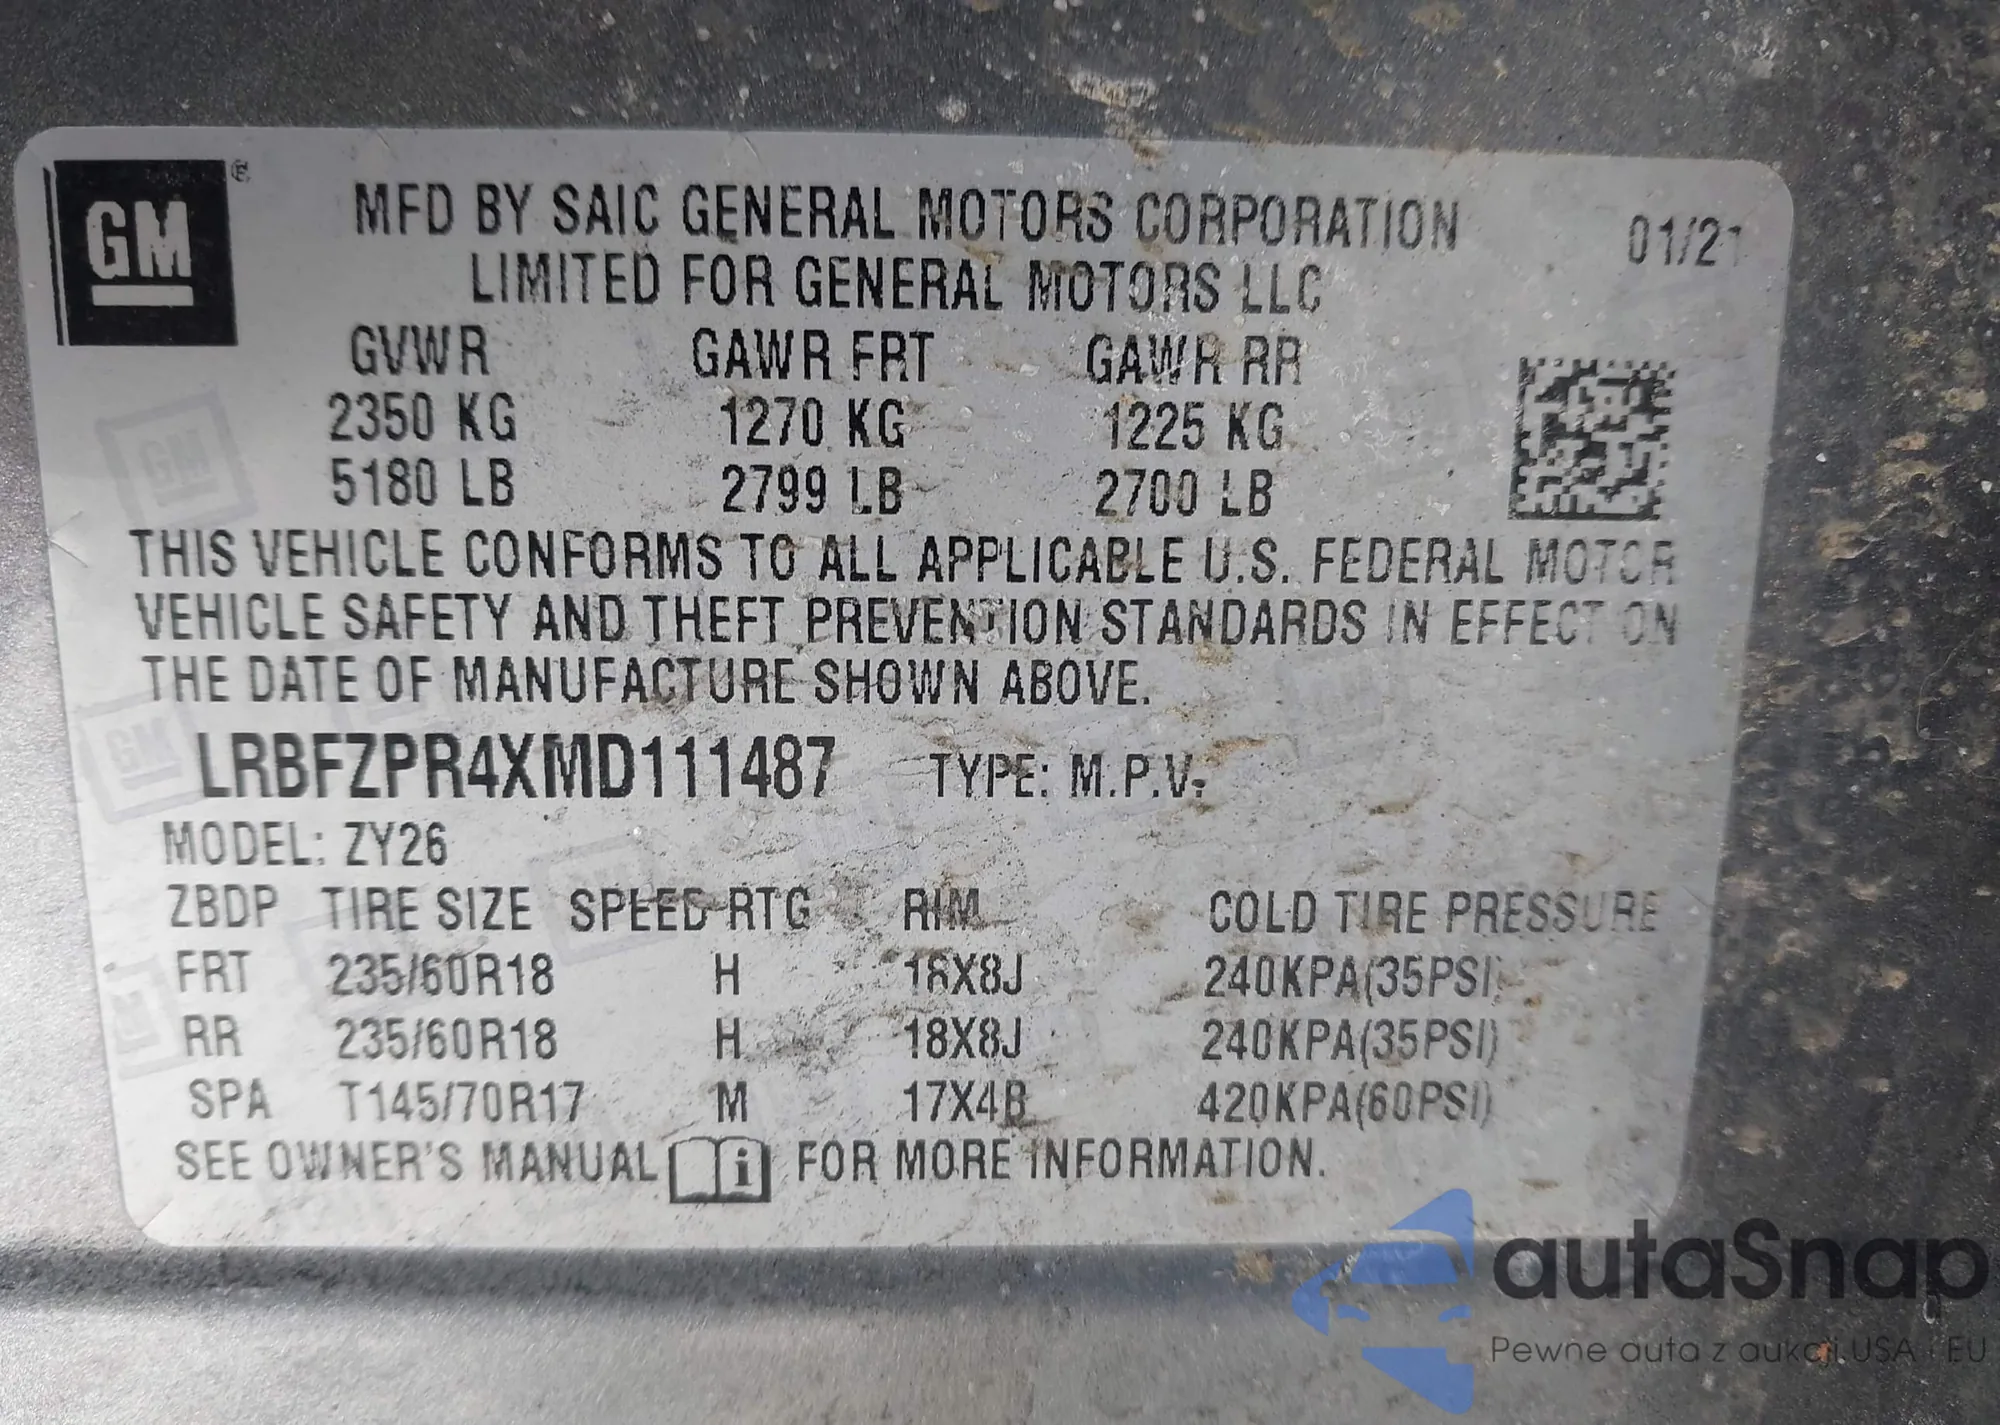 GM®
MFD BY SAIC GENERAL MOTORS CORPORATION 01/21
LIMITED FOR GENERAL MOTORS LLC
GVWR GAWR FRT GAWR RR
2350 KG 1270 KG 1225 KG
5180 LB 2799 LB 2700 LB
THIS VEHICLE CONFORMS TO ALL APPLICABLE U.S. FEDERAL MOTOR
VEHICLE SAFETY AND THEFT PREVENTION STANDARDS IN EFFECT ON
THE DATE OF MANUFACTURE SHOWN ABOVE.
LRBFZPR4XMD111487 TYPE: M.P.V.
MODEL: ZY26
ZBDP TIRE SIZE SPEED RTG RIM COLD TIRE PRESSURE
FRT 235/60R18 H 18X8J 240KPA(35PSI)
RR 235/60R18 H 18X8J 240KPA(35PSI)
SPA T145/70R17 M 17X4B 420KPA(60PSI)
SEE OWNER'S MANUAL i FOR MORE INFORMATION.
autaSnap
Pewne auta z aukcji USA i EU